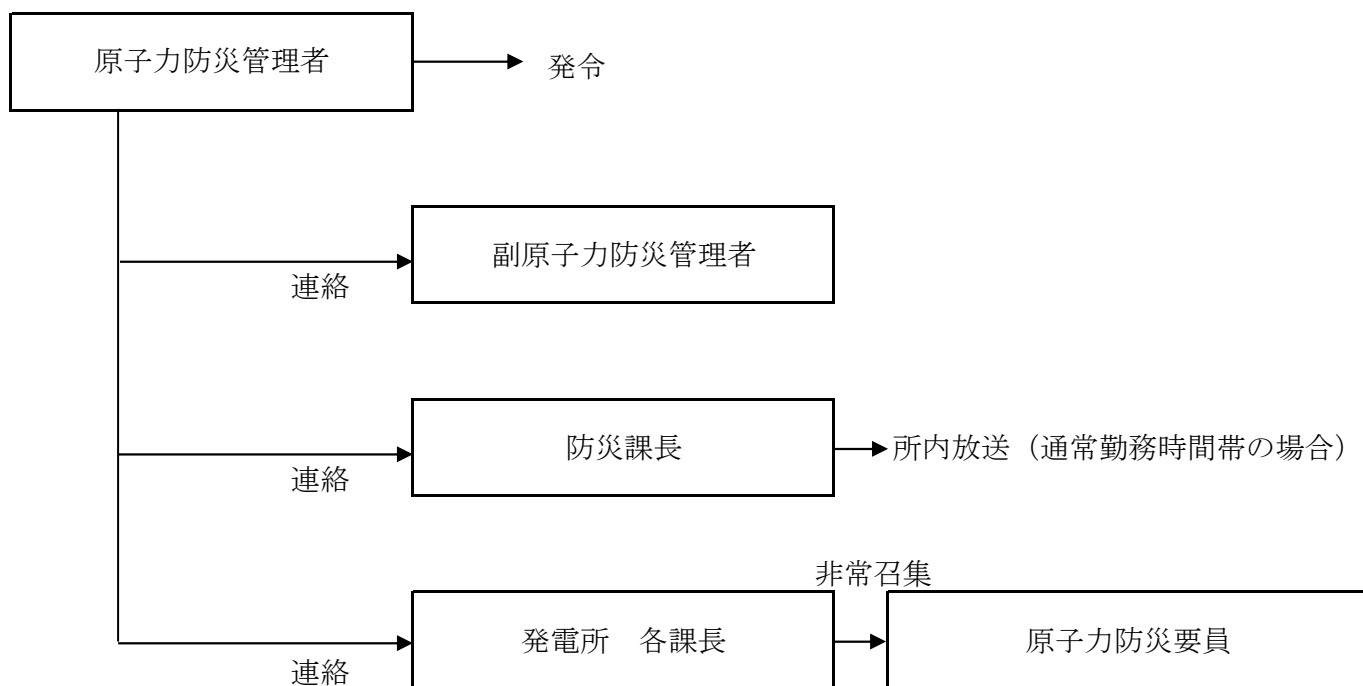 原子力防災管理者
発令
副原子力防災管理者
連絡
防災課長
所内放送（通常勤務時間帯の場合）
連絡
非常召集
発電所　各課長
原子力防災要員
連絡